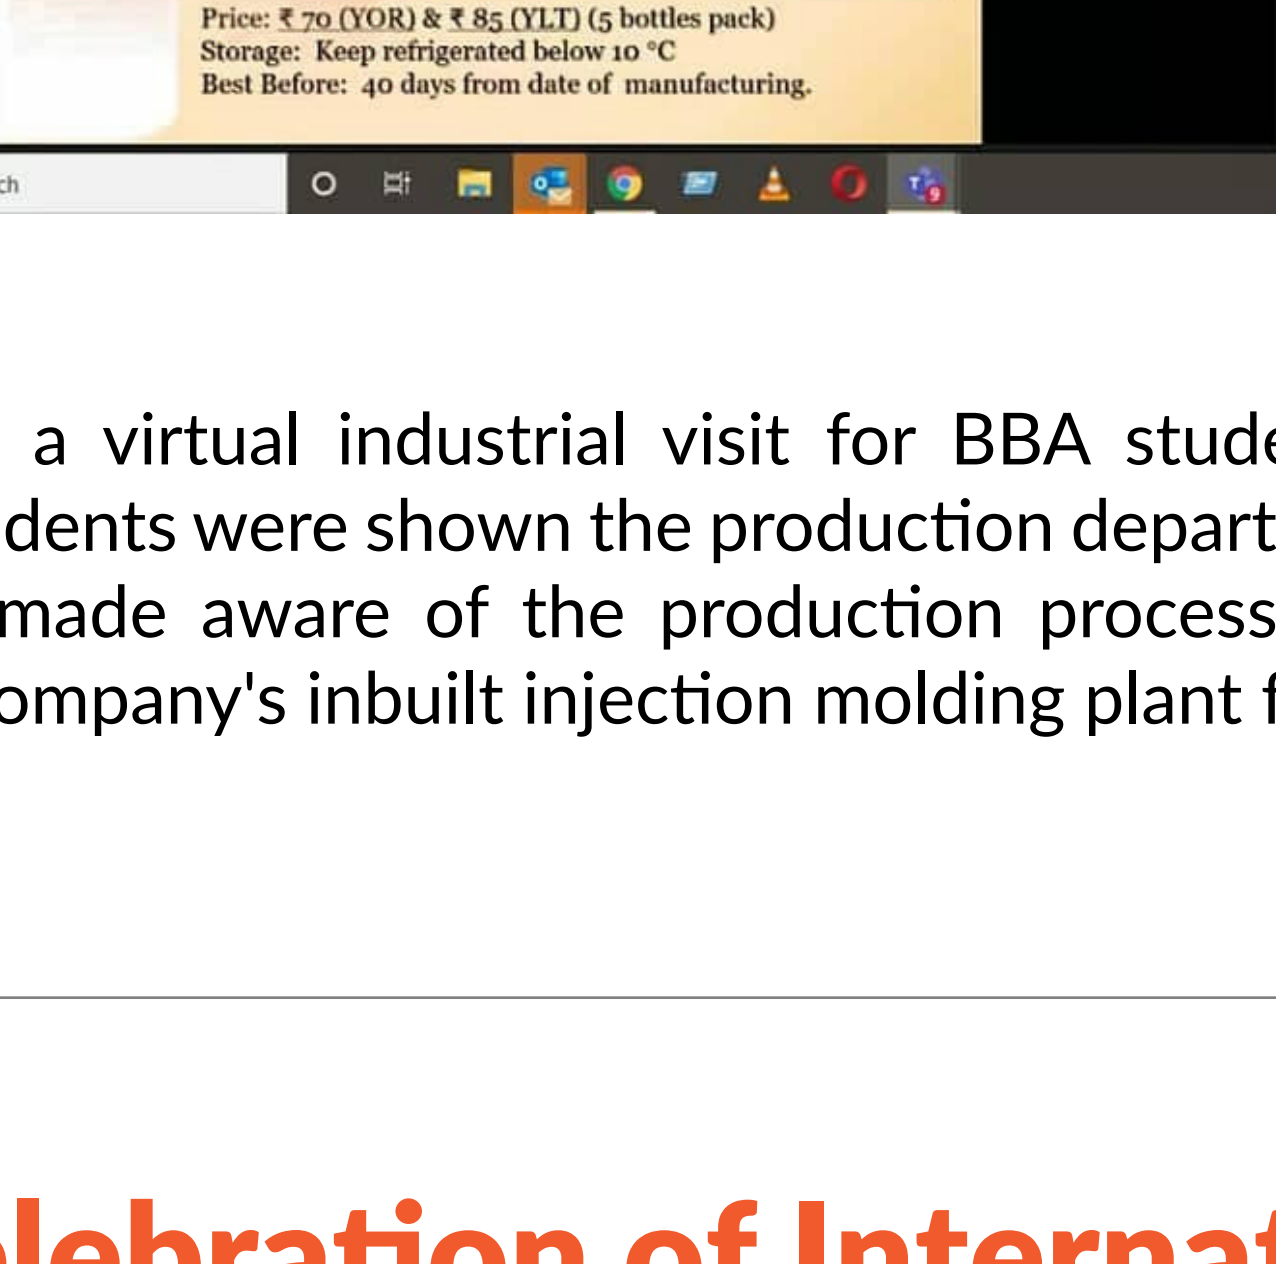 Price: ₹ 70 (YOR) & ₹ 85 (YLT) (5 bottles pack)
Storage: Keep refrigerated below 10 °C
Best Before: 40 days from date of manufacturing.
ch
9
a virtual industrial visit for BBA stude
dents were shown the production depart
made aware of the production process
ompany's inbuilt injection molding plant f
lebration of Internat